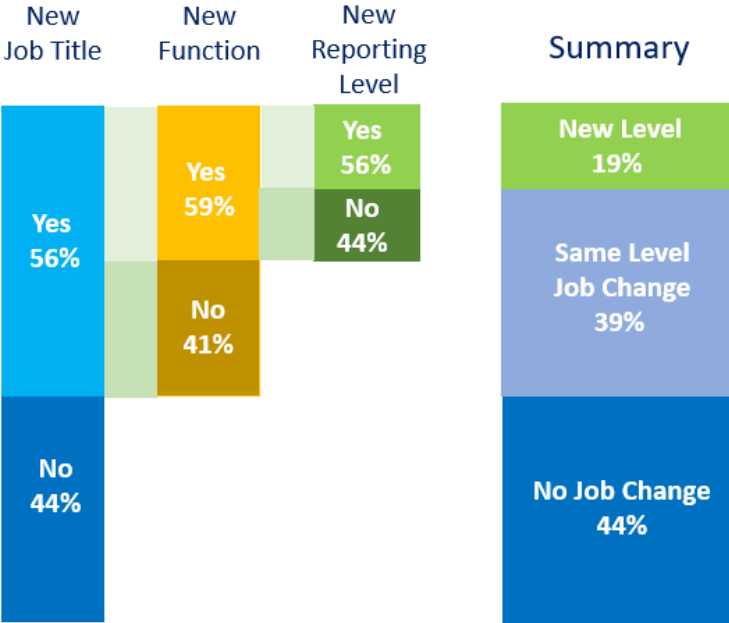 New
Job Title
New
Function
New
Reporting
Level
Summary
Yes
56%
No
44%
Yes
59%
No
41%
Yes
56%
No
44%
New Level
19%
Same Level
Job Change
39%
No Job Change
44%